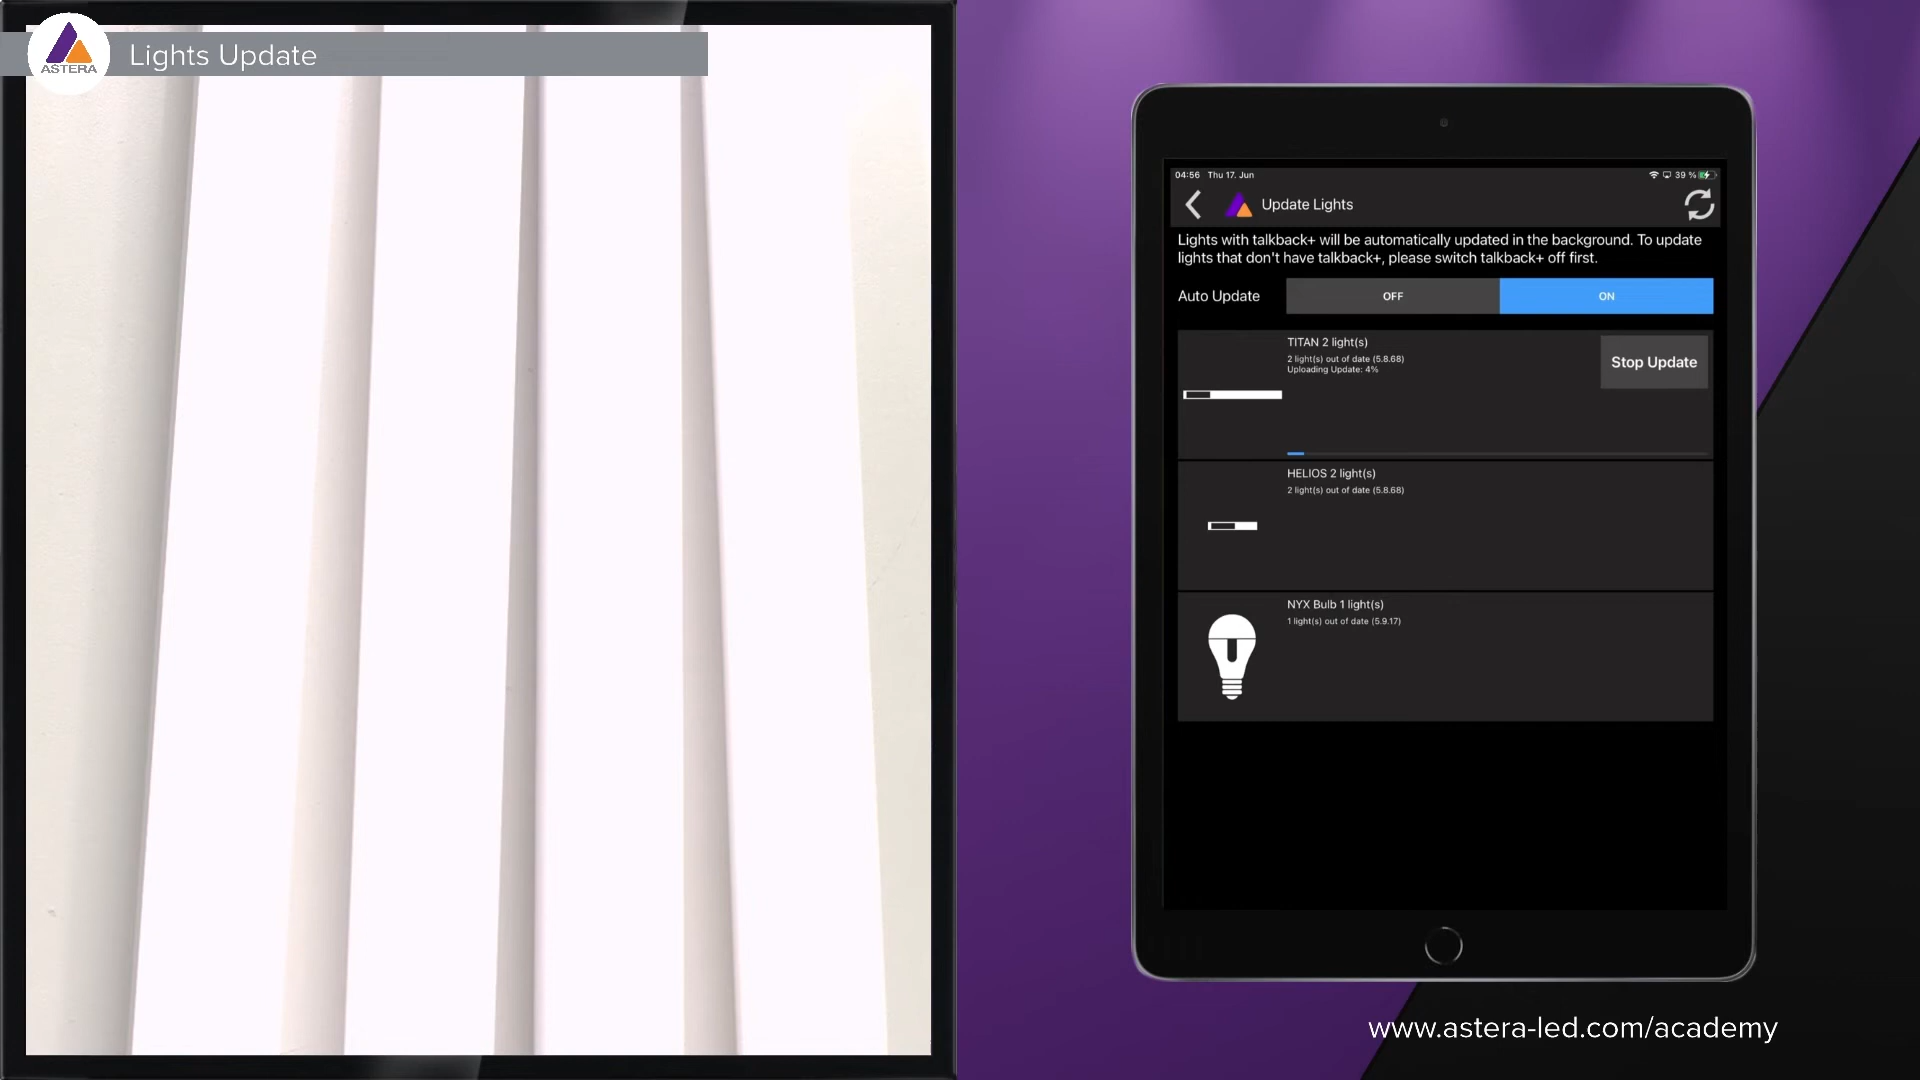 ASTERA
Lights Update
04:56 Thu 17. Jun
39 %
Update Lights
Lights with talkback+ will be automatically updated in the background. To update
lights that don't have talkback+, please switch talkback+ off first.
Auto Update
OFF
ON
TITAN 2 light(s)
2 light(s) out of date (5.8.68)
Uploading Update: 4%
Stop Update
HELIOS 2 light(s)
2 light(s) out of date (5.8.68)
NYX Bulb 1 light(s)
1 light(s) out of date (5.9.17)
www.astera-led.com/academy